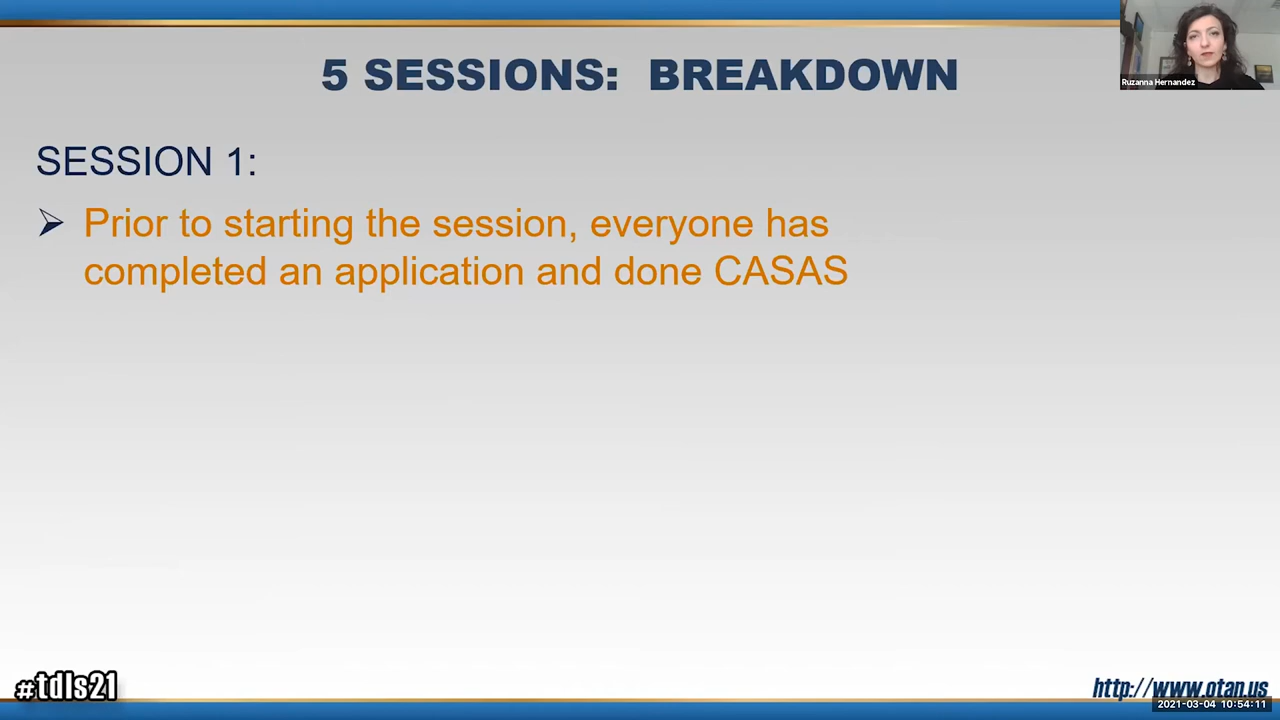 5 SESSIONS: BREAKDOWN
Ruzanna Hernandez
SESSION 1:
➢ Prior to starting the session, everyone has
completed an application and done CASAS
#tdls21
http://www.otan.us
2021-03-04 10:54:11